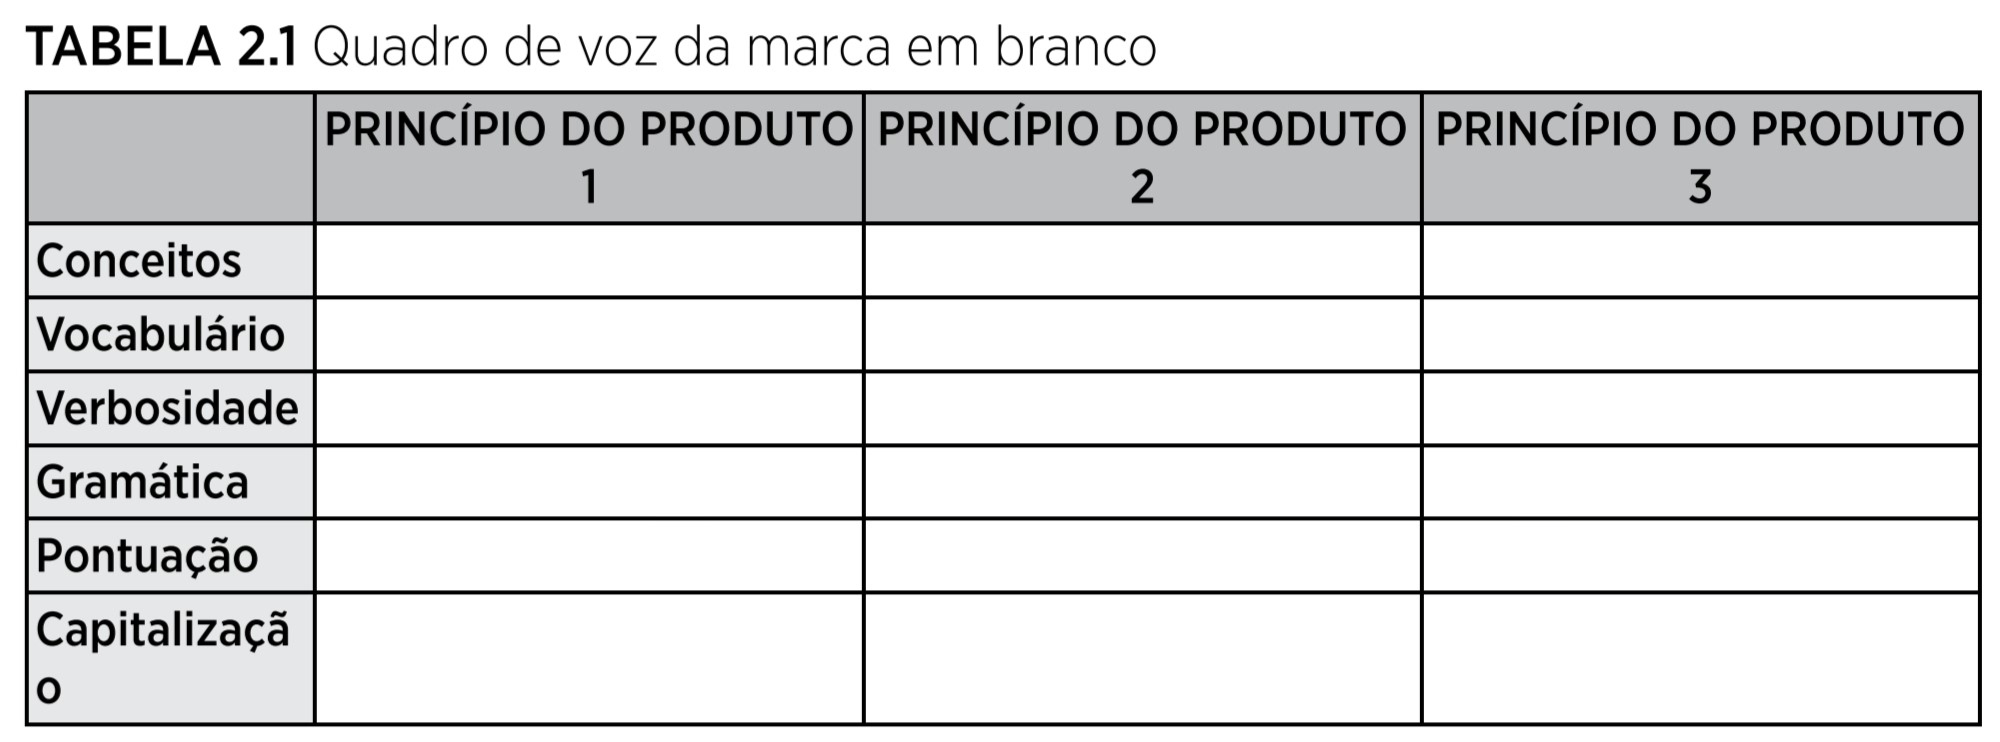 TABELA 2.1 Quadro de voz da marca em branco
PRINCÍPIO DO PRODUTO
1
PRINCÍPIO DO PRODUTO
2
PRINCÍPIO DO PRODUTO
3
Conceitos
Vocabulário
Verbosidade
Gramática
Pontuação
Capitalizaçã
o